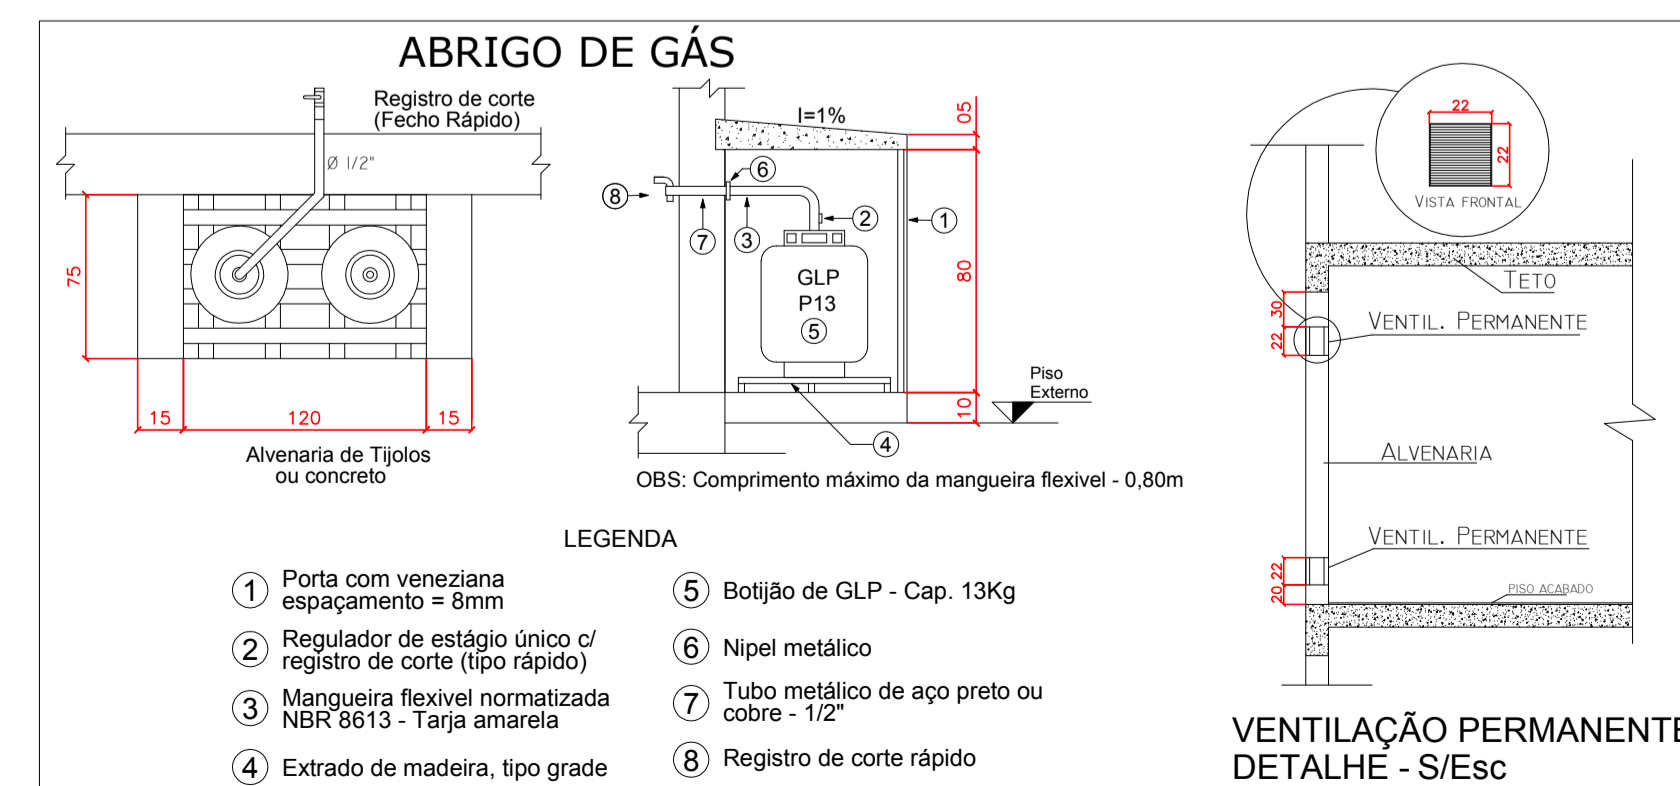 ABRIGO DE GÁS
Registro de corte
(Fecho Rápido)
Ø 1/2"
75
15
120
15
Alvenaria de Tijolos
ou concreto
I=1%
05
6
8
7
3
2
1
GLP
P13
5
80
Piso
Externo
10
4
OBS: Comprimento máximo da mangueira flexivel - 0,80m
LEGENDA
1 Porta com veneziana
espaçamento = 8mm
2 Regulador de estágio único c/
registro de corte (tipo rápido)
3 Mangueira flexivel normatizada
NBR 8613 - Tarja amarela
4 Extrado de madeira, tipo grade
5 Botijão de GLP - Cap. 13Kg
6 Nipel metálico
7 Tubo metálico de aço preto ou
cobre - 1/2"
8 Registro de corte rápido
22
22
VISTA FRONTAL
TETO
30
22
VENTIL. PERMANENTE
ALVENARIA
VENTIL. PERMANENTE
22
20
PISO ACABADO
VENTILAÇÃO PERMANENTE
DETALHE - S/Esc